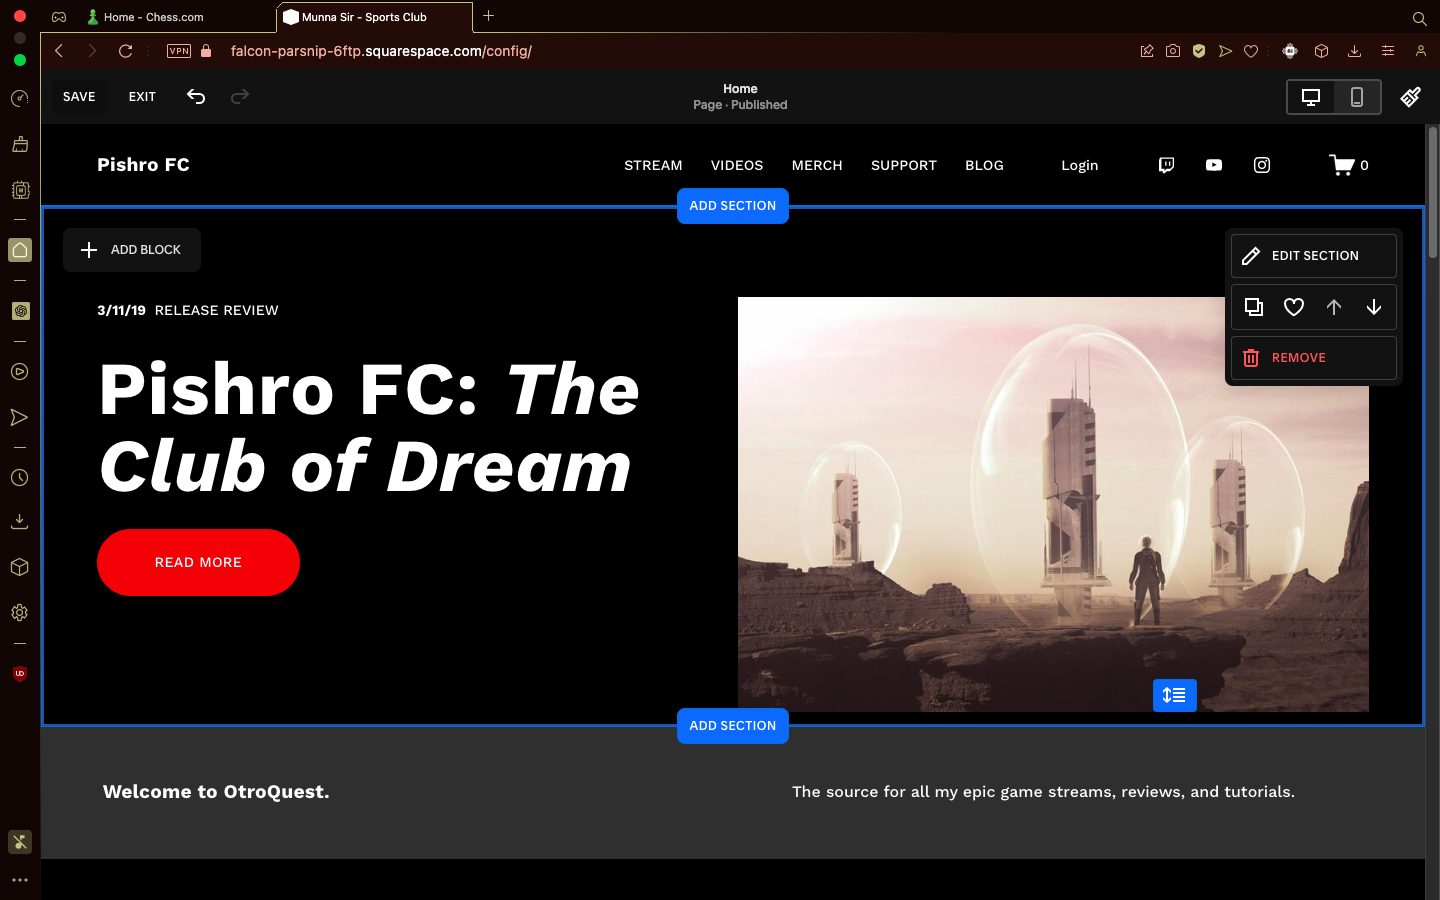 Home - Chess.com
Munna Sir - Sports Club
VPN
falcon-parsnip-6ftp.squarespace.com/config/
SAVE
EXIT
Home
Page · Published
Pishro FC
STREAM
VIDEOS
MERCH
SUPPORT
BLOG
Login
0
ADD SECTION
ADD BLOCK
EDIT SECTION
REMOVE
3/11/19 RELEASE REVIEW
Pishro FC: The
Club of Dream
READ MORE
ADD SECTION
Welcome to OtroQuest.
The source for all my epic game streams, reviews, and tutorials.